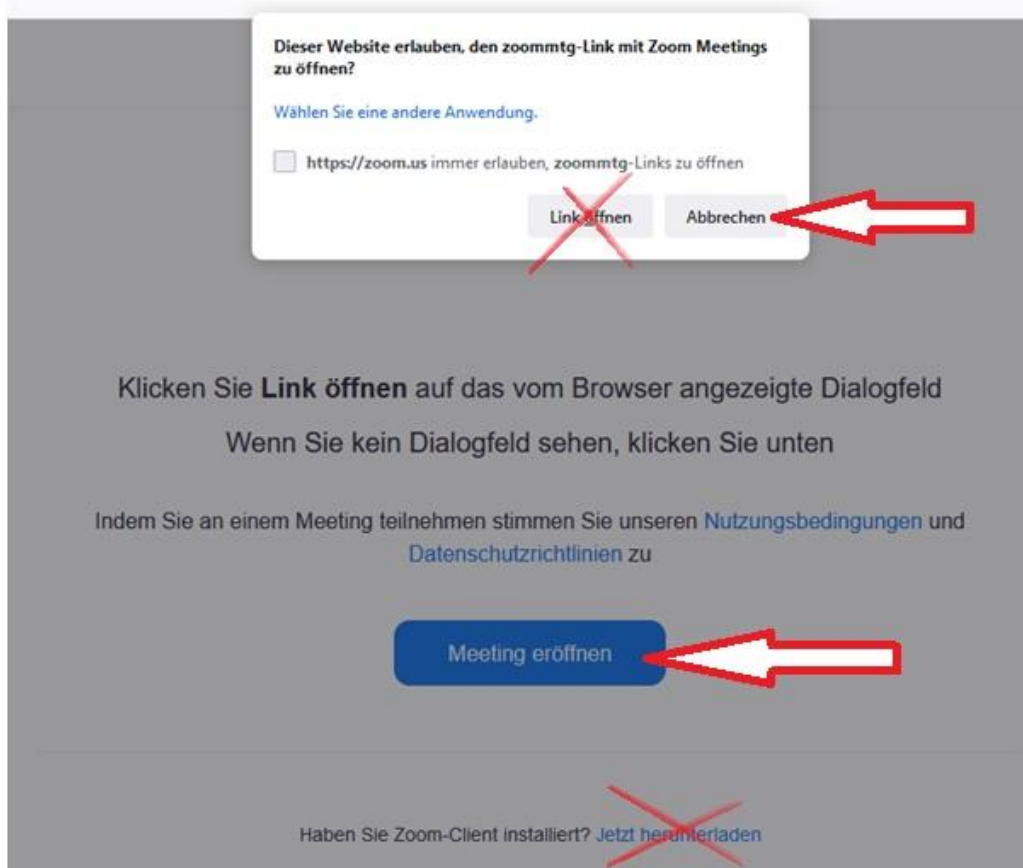 Dieser Website erlauben, den zoommtg-Link mit Zoom Meetings
zu öffnen?
Wählen Sie eine andere Anwendung.
https://zoom.us immer erlauben, zoommtg-Links zu öffnen
Link öffnen Abbrechen
Klicken Sie Link öffnen auf das vom Browser angezeigte Dialogfeld
Wenn Sie kein Dialogfeld sehen, klicken Sie unten
Indem Sie an einem Meeting teilnehmen stimmen Sie unseren Nutzungsbedingungen und
Datenschutzrichtlinien zu
Meeting eröffnen
Haben Sie Zoom-Client installiert? Jetzt herunterladen